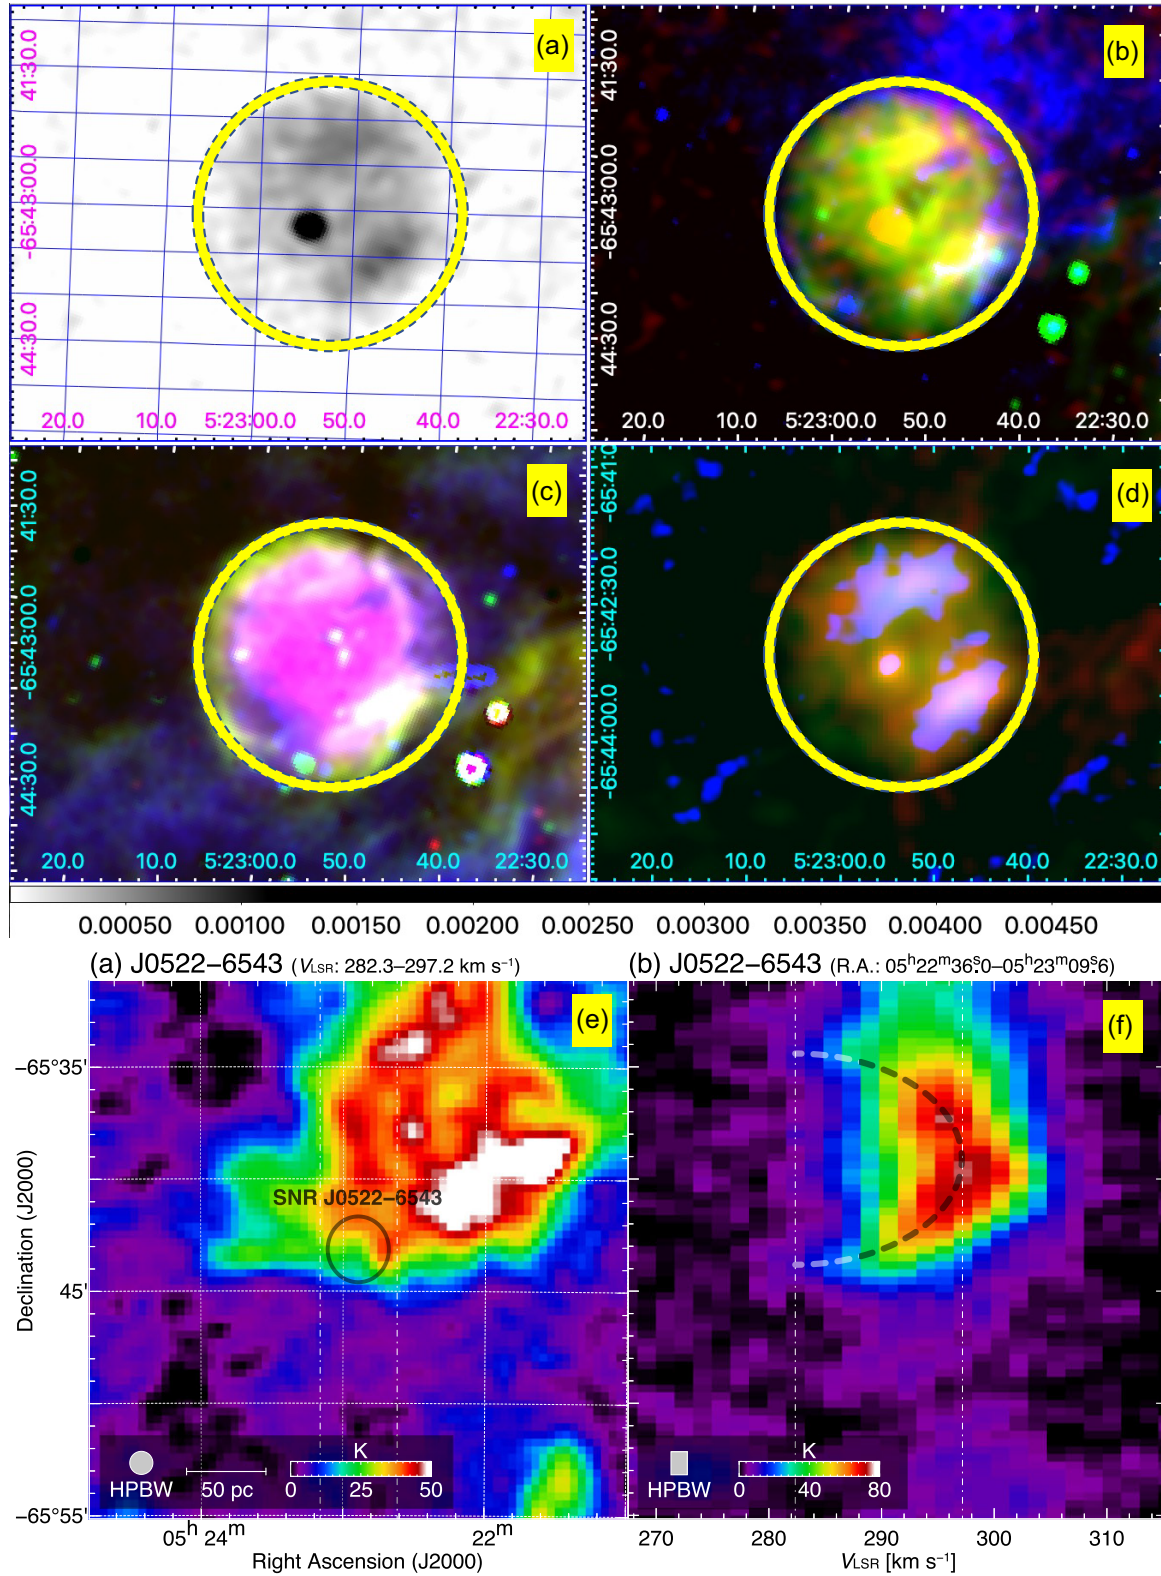 (a)
41:30.0
-65:43:00.0
44:30.0
20.0 10.0 5:23:00.0 50.0 40.0 22:30.0
(b)
41:30.0
-65:43:00.0
44:30.0
20.0 10.0 5:23:00.0 50.0 40.0 22:30.0
(c)
41:30.0
-65:43:00.0
44:30.0
20.0 10.0 5:23:00.0 50.0 40.0 22:30.0
(d)
-65:41:0
-65:42:30.0
-65:44:00.0
20.0 10.0 5:23:00.0 50.0 40.0 22:30.0
0.00050 0.00100 0.00150 0.00200 0.00250 0.00300 0.00350 0.00400 0.00450
(a) J0522−6543 (VLSR: 282.3−297.2 km s−1)
(e)
−65°35′
45′
−65°55′
Declination (J2000)
SNR J0522−6543
HPBW
50 pc
K
0 25 50
05h 24m 22m
Right Ascension (J2000)
(b) J0522−6543 (R.A.: 05h22m36s.0−05h23m09s.6)
(f)
HPBW
K
0 40 80
270 280 290 300 310
VLSR [km s−1]